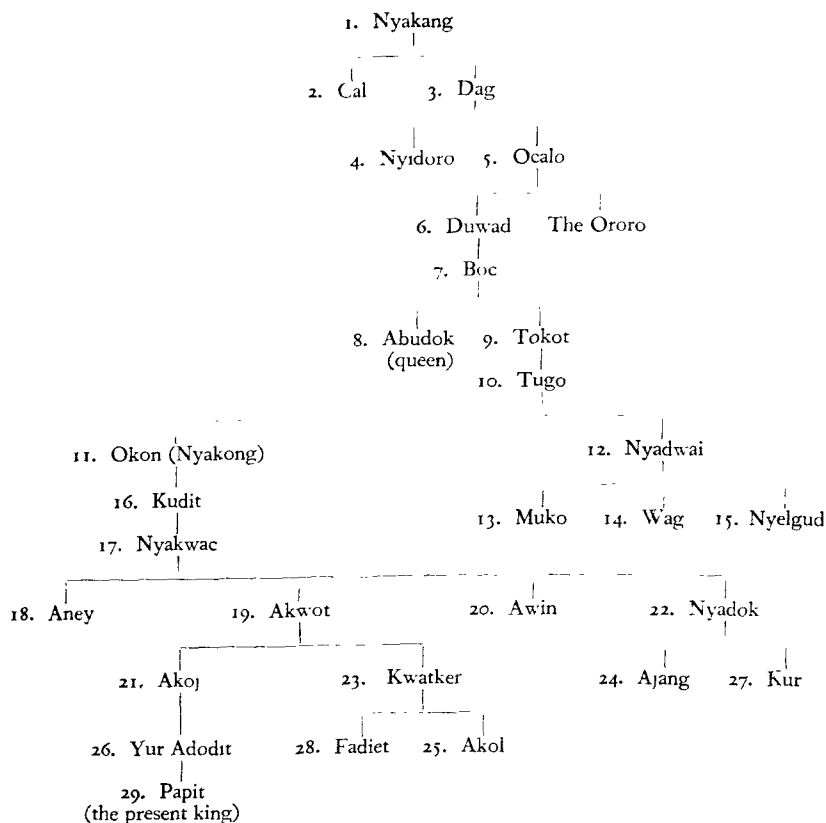 1. Nyakang
2. Cal 3. Dag
4. Nyidoro 5. Ocalo
6. Duwad The Ororo
7. Boc
8. Abudok 9. Tokot
(queen)
10. Tugo
11. Okon (Nyakong) 12. Nyadwai
16. Kudit 13. Muko 14. Wag 15. Nyelgud
17. Nyakwac
18. Aney 19. Akwot 20. Awin 22. Nyadok
21. Akoj 23. Kwatker 24. Ajang 27. Kur
26. Yur Adodit 28. Fadiet 25. Akol
29. Papit
(the present king)